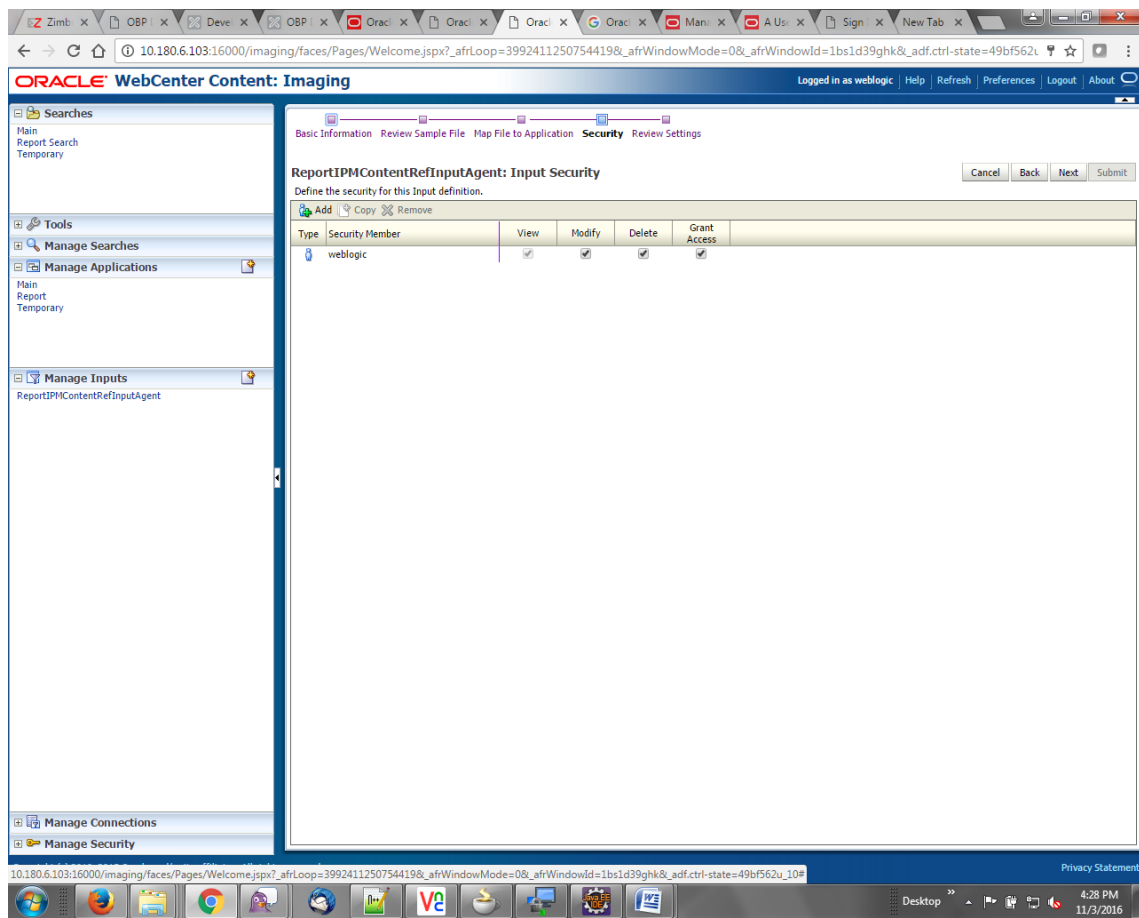 Zimb
OBP
Devel
OBP
Oracl
Oracl
Oracl
Oracl
Mana
A Use
Sign
New Tab
10.180.6.103:16000/imaging/faces/Pages/Welcome.jspx?_afrLoop=3992411250754419&_afrWindowMode=0&_afrWindowId=1bs1d39ghk&_adf.ctrl-state=49bf562u
ORACLE WebCenter Content: Imaging
Logged in as weblogic | Help | Refresh | Preferences | Logout | About
Searches
Main
Report Search
Temporary
Tools
Manage Searches
Manage Applications
Main
Report
Temporary
Manage Inputs
ReportIPMContentRefInputAgent
Manage Connections
Manage Security
Basic Information Review Sample File Map File to Application Security Review Settings
ReportIPMContentRefInputAgent: Input Security
Cancel Back Next Submit
Define the security for this Input definition.
Add Copy Remove
Type Security Member View Modify Delete Grant Access
weblogic
10.180.6.103:16000/imaging/faces/Pages/Welcome.jspx?_afrLoop=3992411250754419&_afrWindowMode=0&_afrWindowId=1bs1d39ghk&_adf.ctrl-state=49bf562u_10#
Privacy Statement
Desktop
4:28 PM
11/3/2016